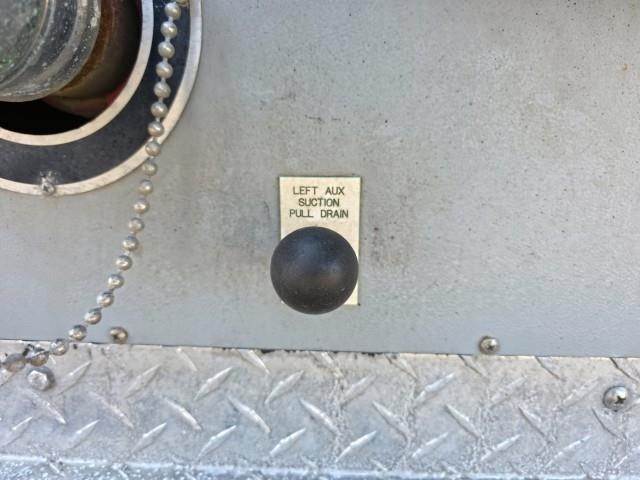 LEFT AUX
SUCTION
PULL DRAIN